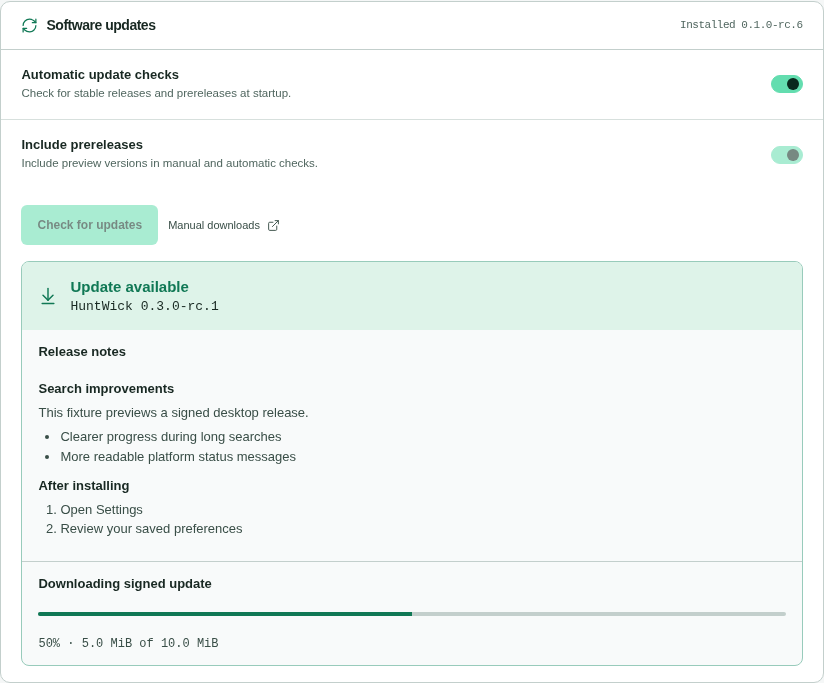 Software updates
Installed 0.1.0-rc.6
Automatic update checks
Check for stable releases and prereleases at startup.
Include prereleases
Include preview versions in manual and automatic checks.
Check for updates
Manual downloads
Update available
HuntWick 0.3.0-rc.1
Release notes
Search improvements
This fixture previews a signed desktop release.
• Clearer progress during long searches
• More readable platform status messages
After installing
1. Open Settings
2. Review your saved preferences
Downloading signed update
50% · 5.0 MiB of 10.0 MiB